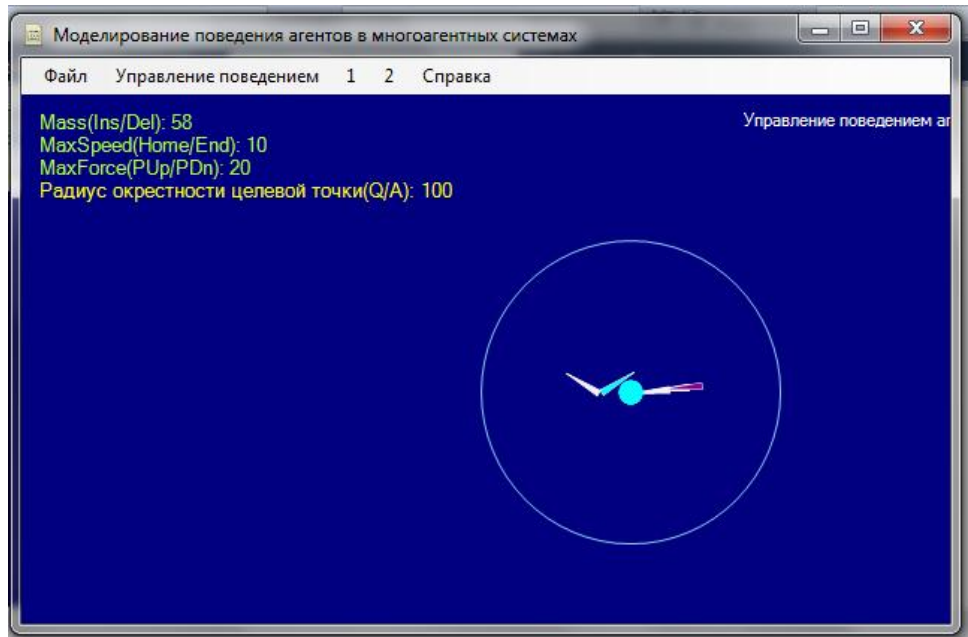 Моделирование поведения агентов в многоагентных системах
Файл Управление поведением 1 2 Справка
Mass(Ins/Del): 58
Управление поведением аг
MaxSpeed(Home/End): 10
MaxForce(PUp/PDn): 20
Радиус окрестности целевой точки(Q/A): 100